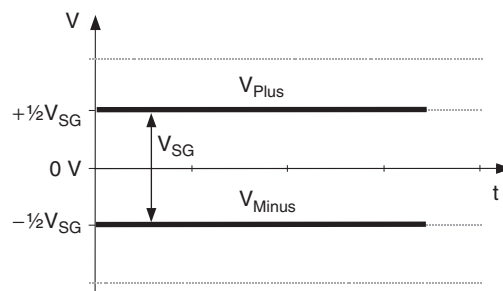 V
V_Plus
+½V_SG
V_SG
0 V
t
V_Minus
−½V_SG